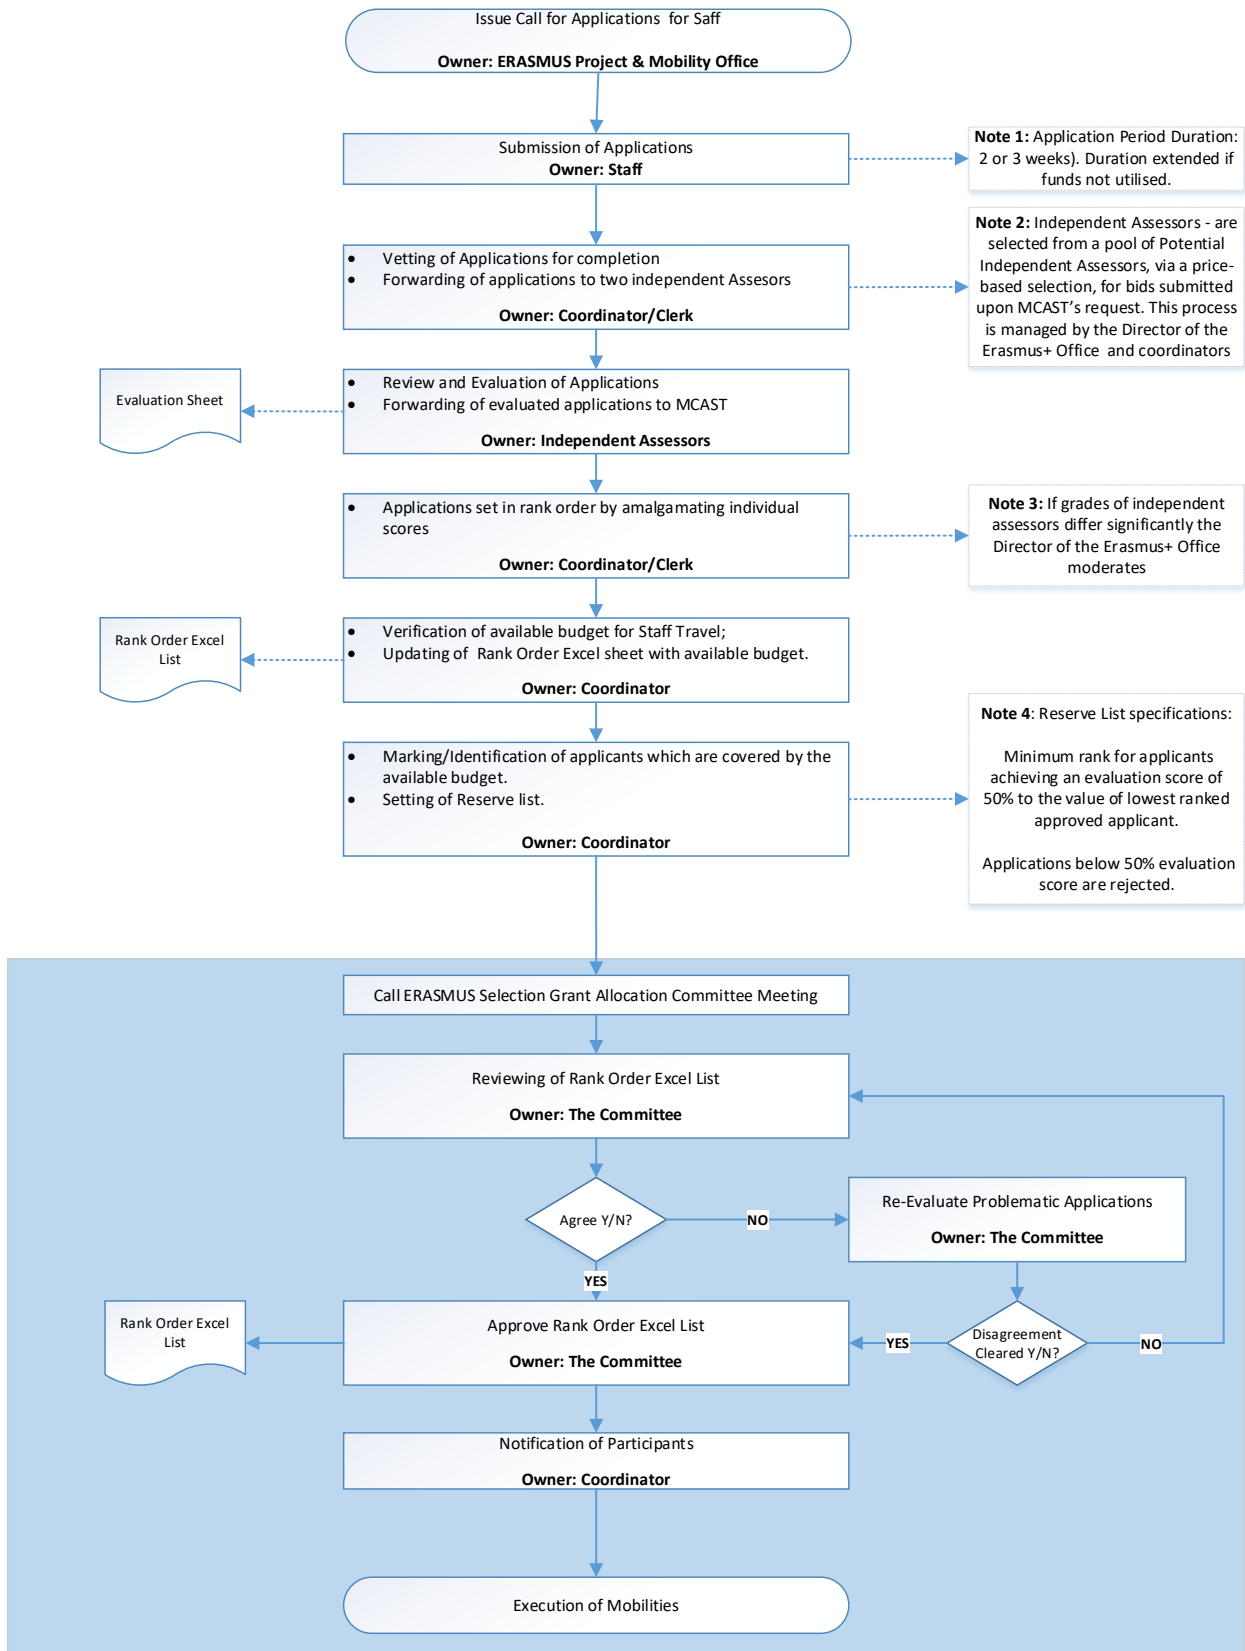 Issue Call for Applications  for Saff
Owner: ERASMUS Project & Mobility Office
Submission of Applications
Owner: Staff
Note 1: Application Period Duration:
2 or 3 weeks). Duration extended if
funds not utilised.
• Vetting of Applications for completion
• Forwarding of applications to two independent Assesors
Owner: Coordinator/Clerk
Note 2: Independent Assessors - are
selected from a pool of Potential
Independent Assessors, via a price-
based selection, for bids submitted
upon MCAST’s request. This process
is managed by the Director of the
Erasmus+ Office  and coordinators
Evaluation Sheet
• Review and Evaluation of Applications
• Forwarding of evaluated applications to MCAST
Owner: Independent Assessors
• Applications set in rank order by amalgamating individual
scores
Owner: Coordinator/Clerk
Note 3: If grades of independent
assessors differ significantly the
Director of the Erasmus+ Office
moderates
Rank Order Excel
List
• Verification of available budget for Staff Travel;
• Updating of  Rank Order Excel sheet with available budget.
Owner: Coordinator
• Marking/Identification of applicants which are covered by the
available budget.
• Setting of Reserve list.
Owner: Coordinator
Note 4: Reserve List specifications:
Minimum rank for applicants
achieving an evaluation score of
50% to the value of lowest ranked
approved applicant.
Applications below 50% evaluation
score are rejected.
Call ERASMUS Selection Grant Allocation Committee Meeting
Reviewing of Rank Order Excel List
Owner: The Committee
Agree Y/N?
NO
Re-Evaluate Problematic Applications
Owner: The Committee
YES
Rank Order Excel
List
Approve Rank Order Excel List
Owner: The Committee
YES
Disagreement
Cleared Y/N?
NO
Notification of Participants
Owner: Coordinator
Execution of Mobilities